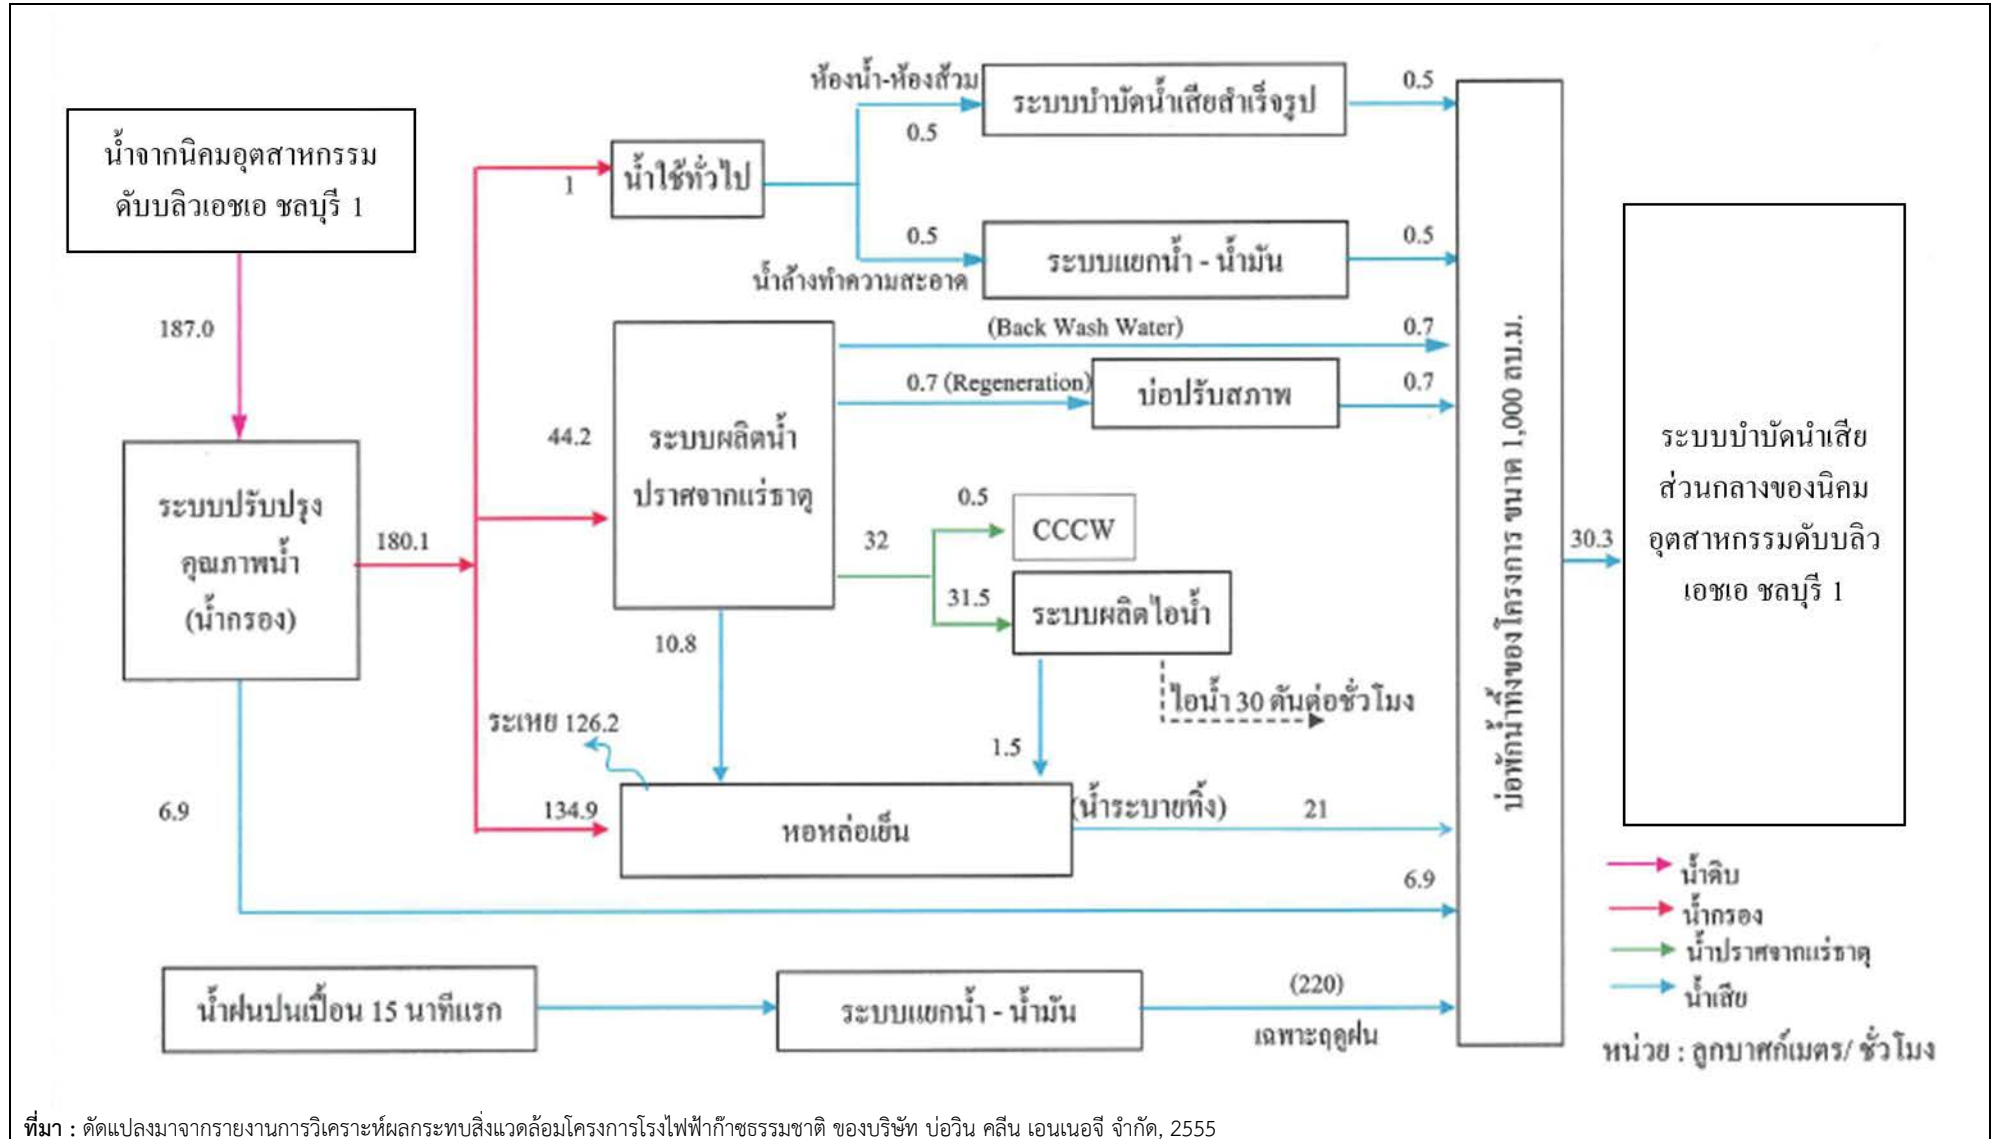 น้ำจากนิคมอุตสาหกรรม
ดับบลิวเอชเอ ชลบุรี 1
187.0
ระบบปรับปรุง
คุณภาพน้ำ
(น้ำกรอง)
180.1
6.9
1
น้ำใช้ทั่วไป
ห้องน้ำ-ห้องส้วม
0.5
ระบบบำบัดน้ำเสียสำเร็จรูป
0.5
0.5
น้ำล้างทำความสะอาด
ระบบแยกน้ำ - น้ำมัน
0.5
44.2
ระบบผลิตน้ำ
ปราศจากแร่ธาตุ
(Back Wash Water)
0.7
0.7 (Regeneration)
บ่อปรับสภาพ
0.7
32
0.5
CCCW
31.5
ระบบผลิตไอน้ำ
ไอน้ำ 30 ตันต่อชั่วโมง
10.8
1.5
ระเหย 126.2
134.9
หอหล่อเย็น
(น้ำระบายทิ้ง)
21
6.9
น้ำฝนปนเปื้อน 15 นาทีแรก
ระบบแยกน้ำ - น้ำมัน
(220)
เฉพาะฤดูฝน
บ่อพักน้ำทิ้งของโครงการ ขนาด 1,000 ลบ.ม.
30.3
ระบบบำบัดน้ำเสีย
ส่วนกลางของนิคม
อุตสาหกรรมดับบลิว
เอชเอ ชลบุรี 1
น้ำดิบ
น้ำกรอง
น้ำปราศจากแร่ธาตุ
น้ำเสีย
หน่วย : ลูกบาศก์เมตร/ ชั่วโมง
ที่มา : ดัดแปลงมาจากรายงานการวิเคราะห์ผลกระทบสิ่งแวดล้อมโครงการโรงไฟฟ้าก๊าซธรรมชาติ ของบริษัท บ่อวิน คลีน เอนเนอจี จำกัด, 2555